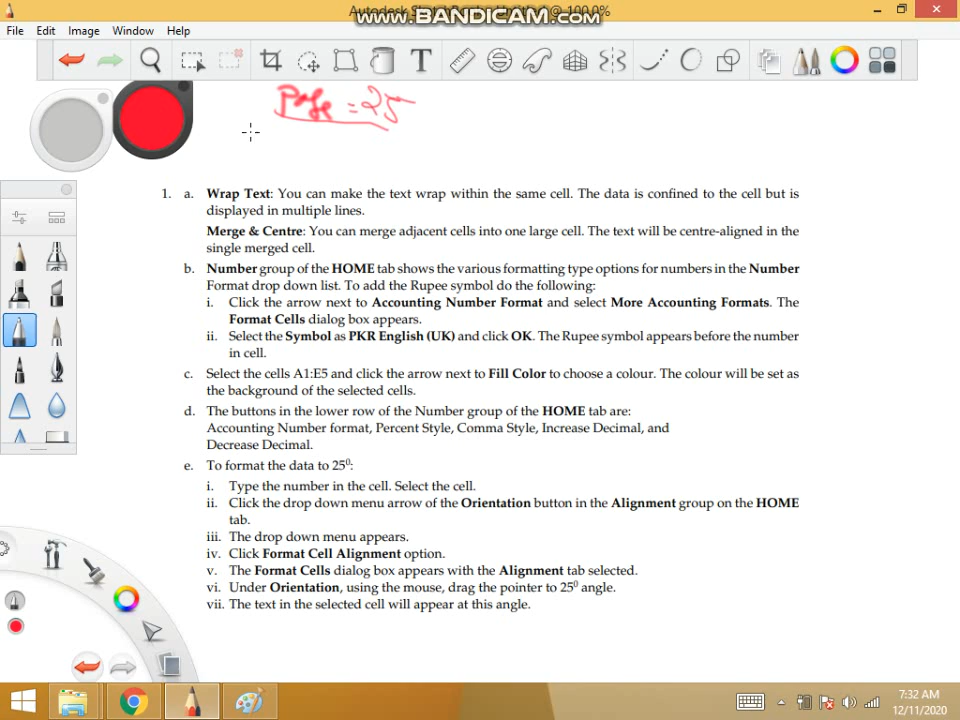 www.BANDICAM.com
File Edit Image Window Help
Page = 25
1. a. Wrap Text: You can make the text wrap within the same cell. The data is confined to the cell but is
displayed in multiple lines.
Merge & Centre: You can merge adjacent cells into one large cell. The text will be centre-aligned in the
single merged cell.
b. Number group of the HOME tab shows the various formatting type options for numbers in the Number
Format drop down list. To add the Rupee symbol do the following:
i. Click the arrow next to Accounting Number Format and select More Accounting Formats. The
Format Cells dialog box appears.
ii. Select the Symbol as PKR English (UK) and click OK. The Rupee symbol appears before the number
in cell.
c. Select the cells A1:E5 and click the arrow next to Fill Color to choose a colour. The colour will be set as
the background of the selected cells.
d. The buttons in the lower row of the Number group of the HOME tab are:
Accounting Number format, Percent Style, Comma Style, Increase Decimal, and
Decrease Decimal.
e. To format the data to 25⁰:
i. Type the number in the cell. Select the cell.
ii. Click the drop down menu arrow of the Orientation button in the Alignment group on the HOME
tab.
iii. The drop down menu appears.
iv. Click Format Cell Alignment option.
v. The Format Cells dialog box appears with the Alignment tab selected.
vi. Under Orientation, using the mouse, drag the pointer to 25⁰ angle.
vii. The text in the selected cell will appear at this angle.
7:32 AM
12/11/2020